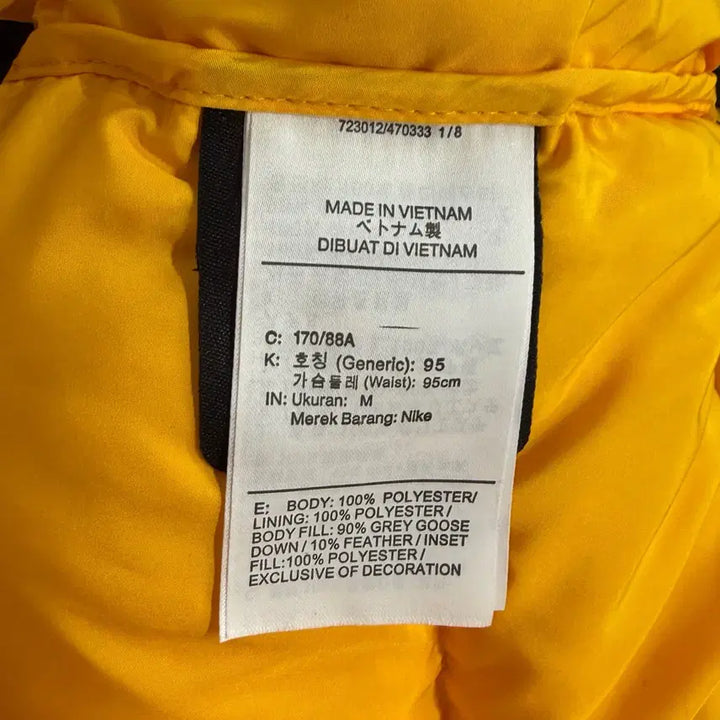 723012/470333 1/8
MADE IN VIETNAM
ベトナム製
DIBUAT DI VIETNAM
C: 170/88A
K: 호칭 (Generic): 95
가슴둘레 (Waist): 95cm
IN: Ukuran: M
Merek Barang: Nike
E: BODY: 100% POLYESTER/
LINING: 100% POLYESTER/
BODY FILL: 90% GREY GOOSE
DOWN / 10% FEATHER / INSET
FILL:100% POLYESTER/
EXCLUSIVE OF DECORATION